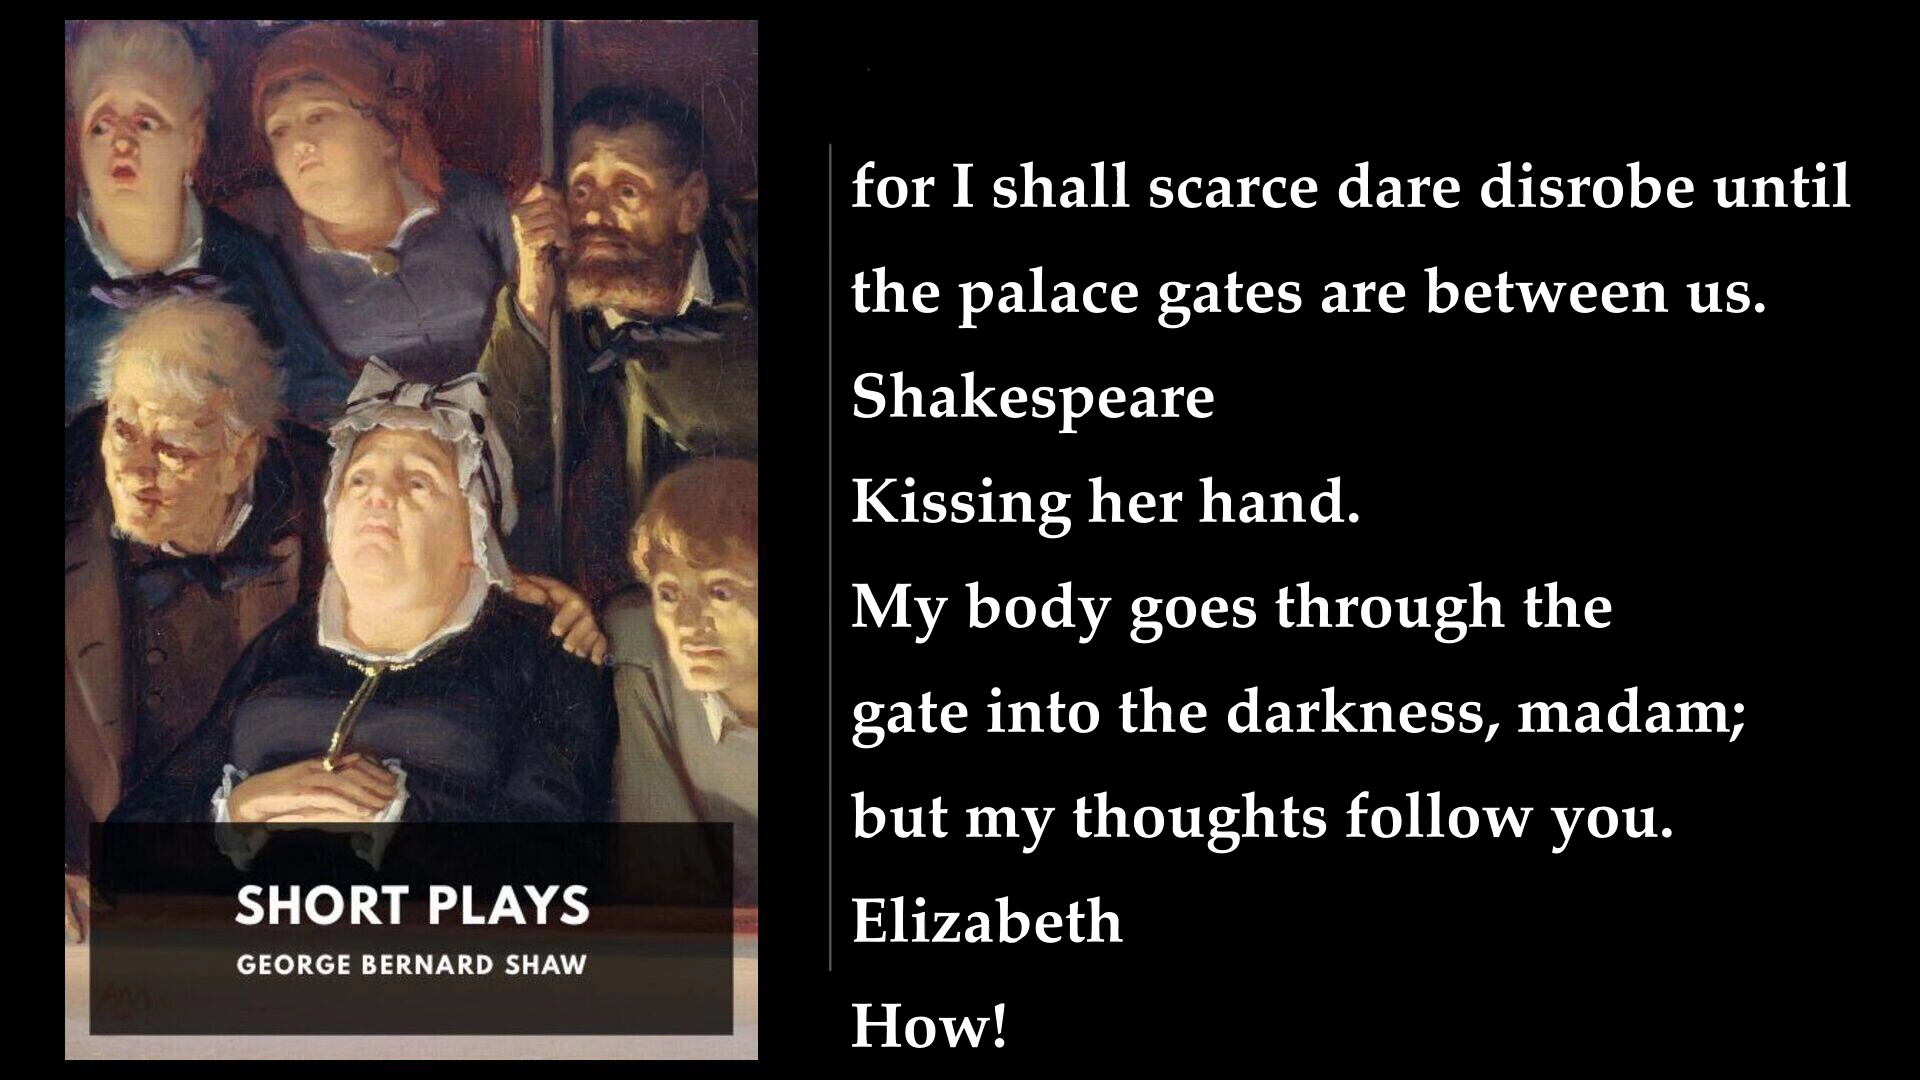 SHORT PLAYS
GEORGE BERNARD SHAW
for I shall scarce dare disrobe until
the palace gates are between us.
Shakespeare
Kissing her hand.
My body goes through the
gate into the darkness, madam;
but my thoughts follow you.
Elizabeth
How!